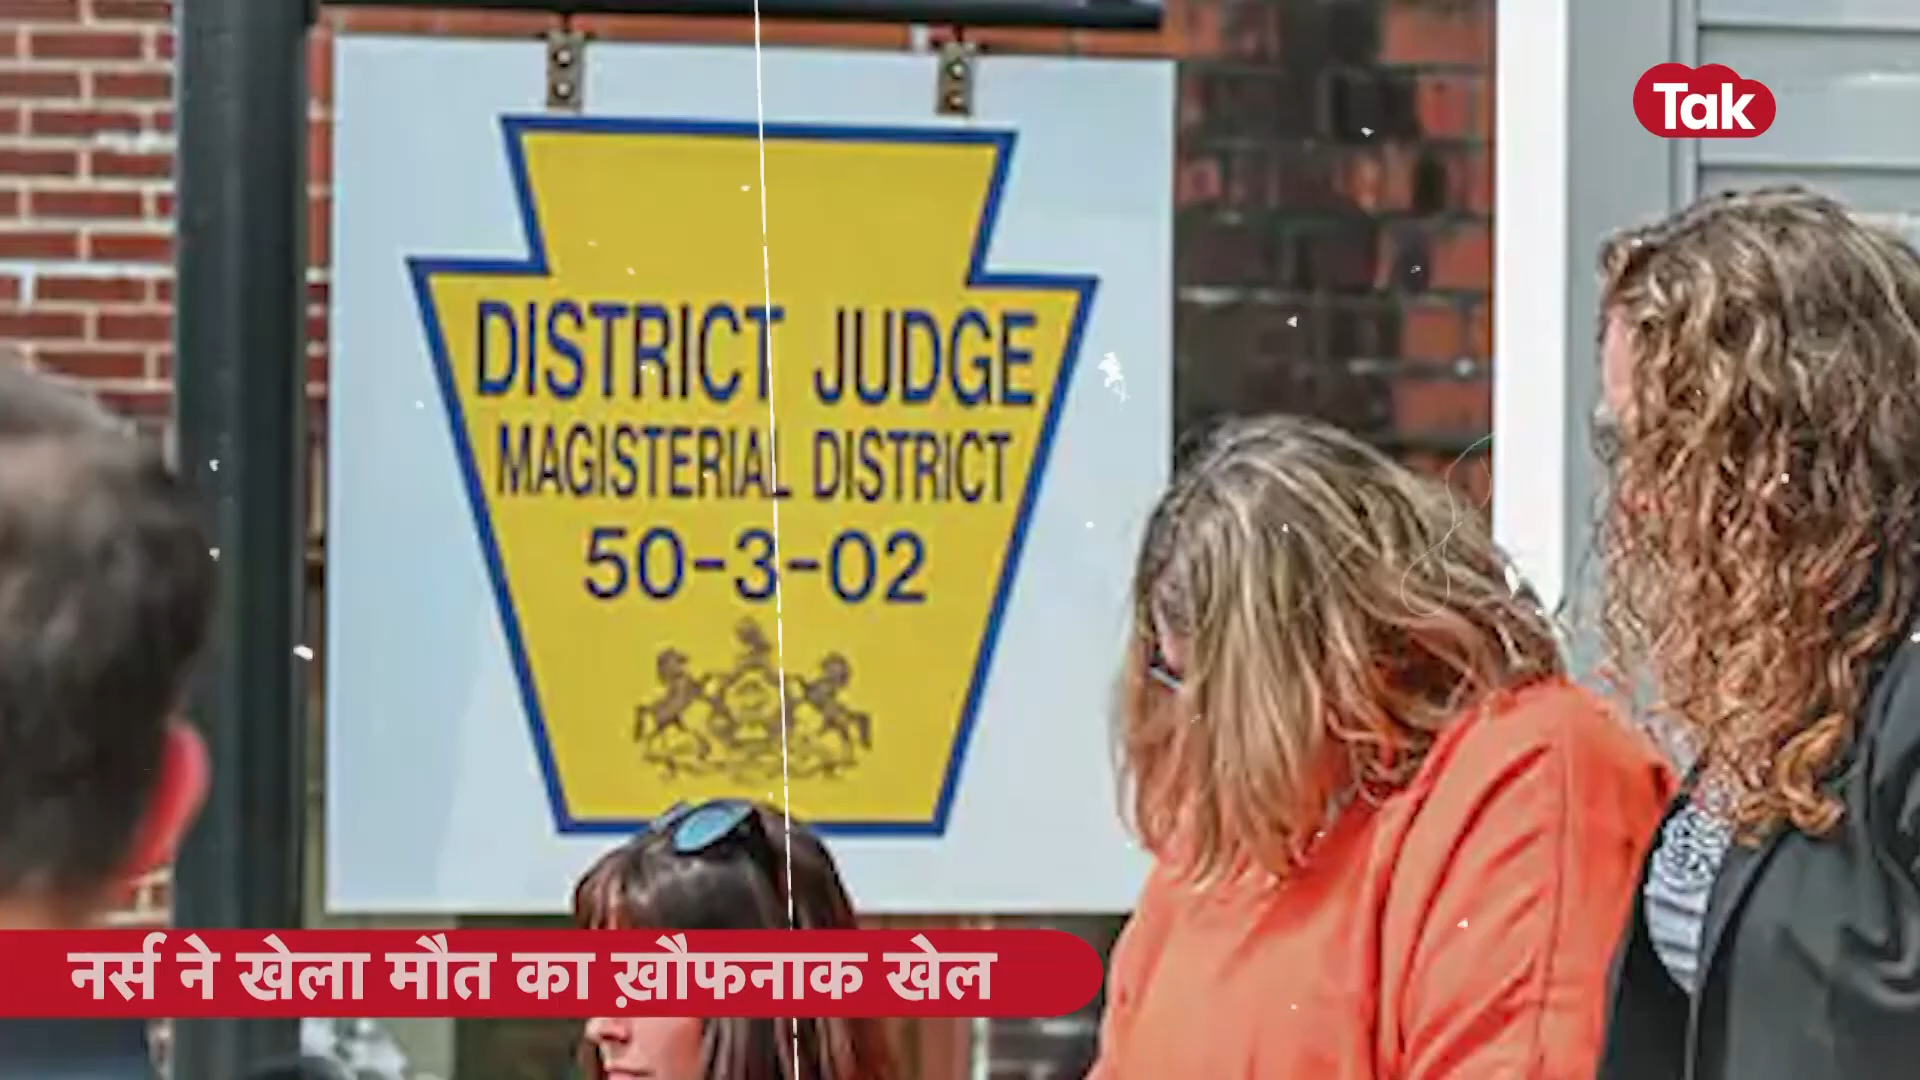 Tak
DISTRICT JUDGE
MAGISTERIAL DISTRICT
50-3-02
नर्स ने खेला मौत का ख़ौफनाक खेल